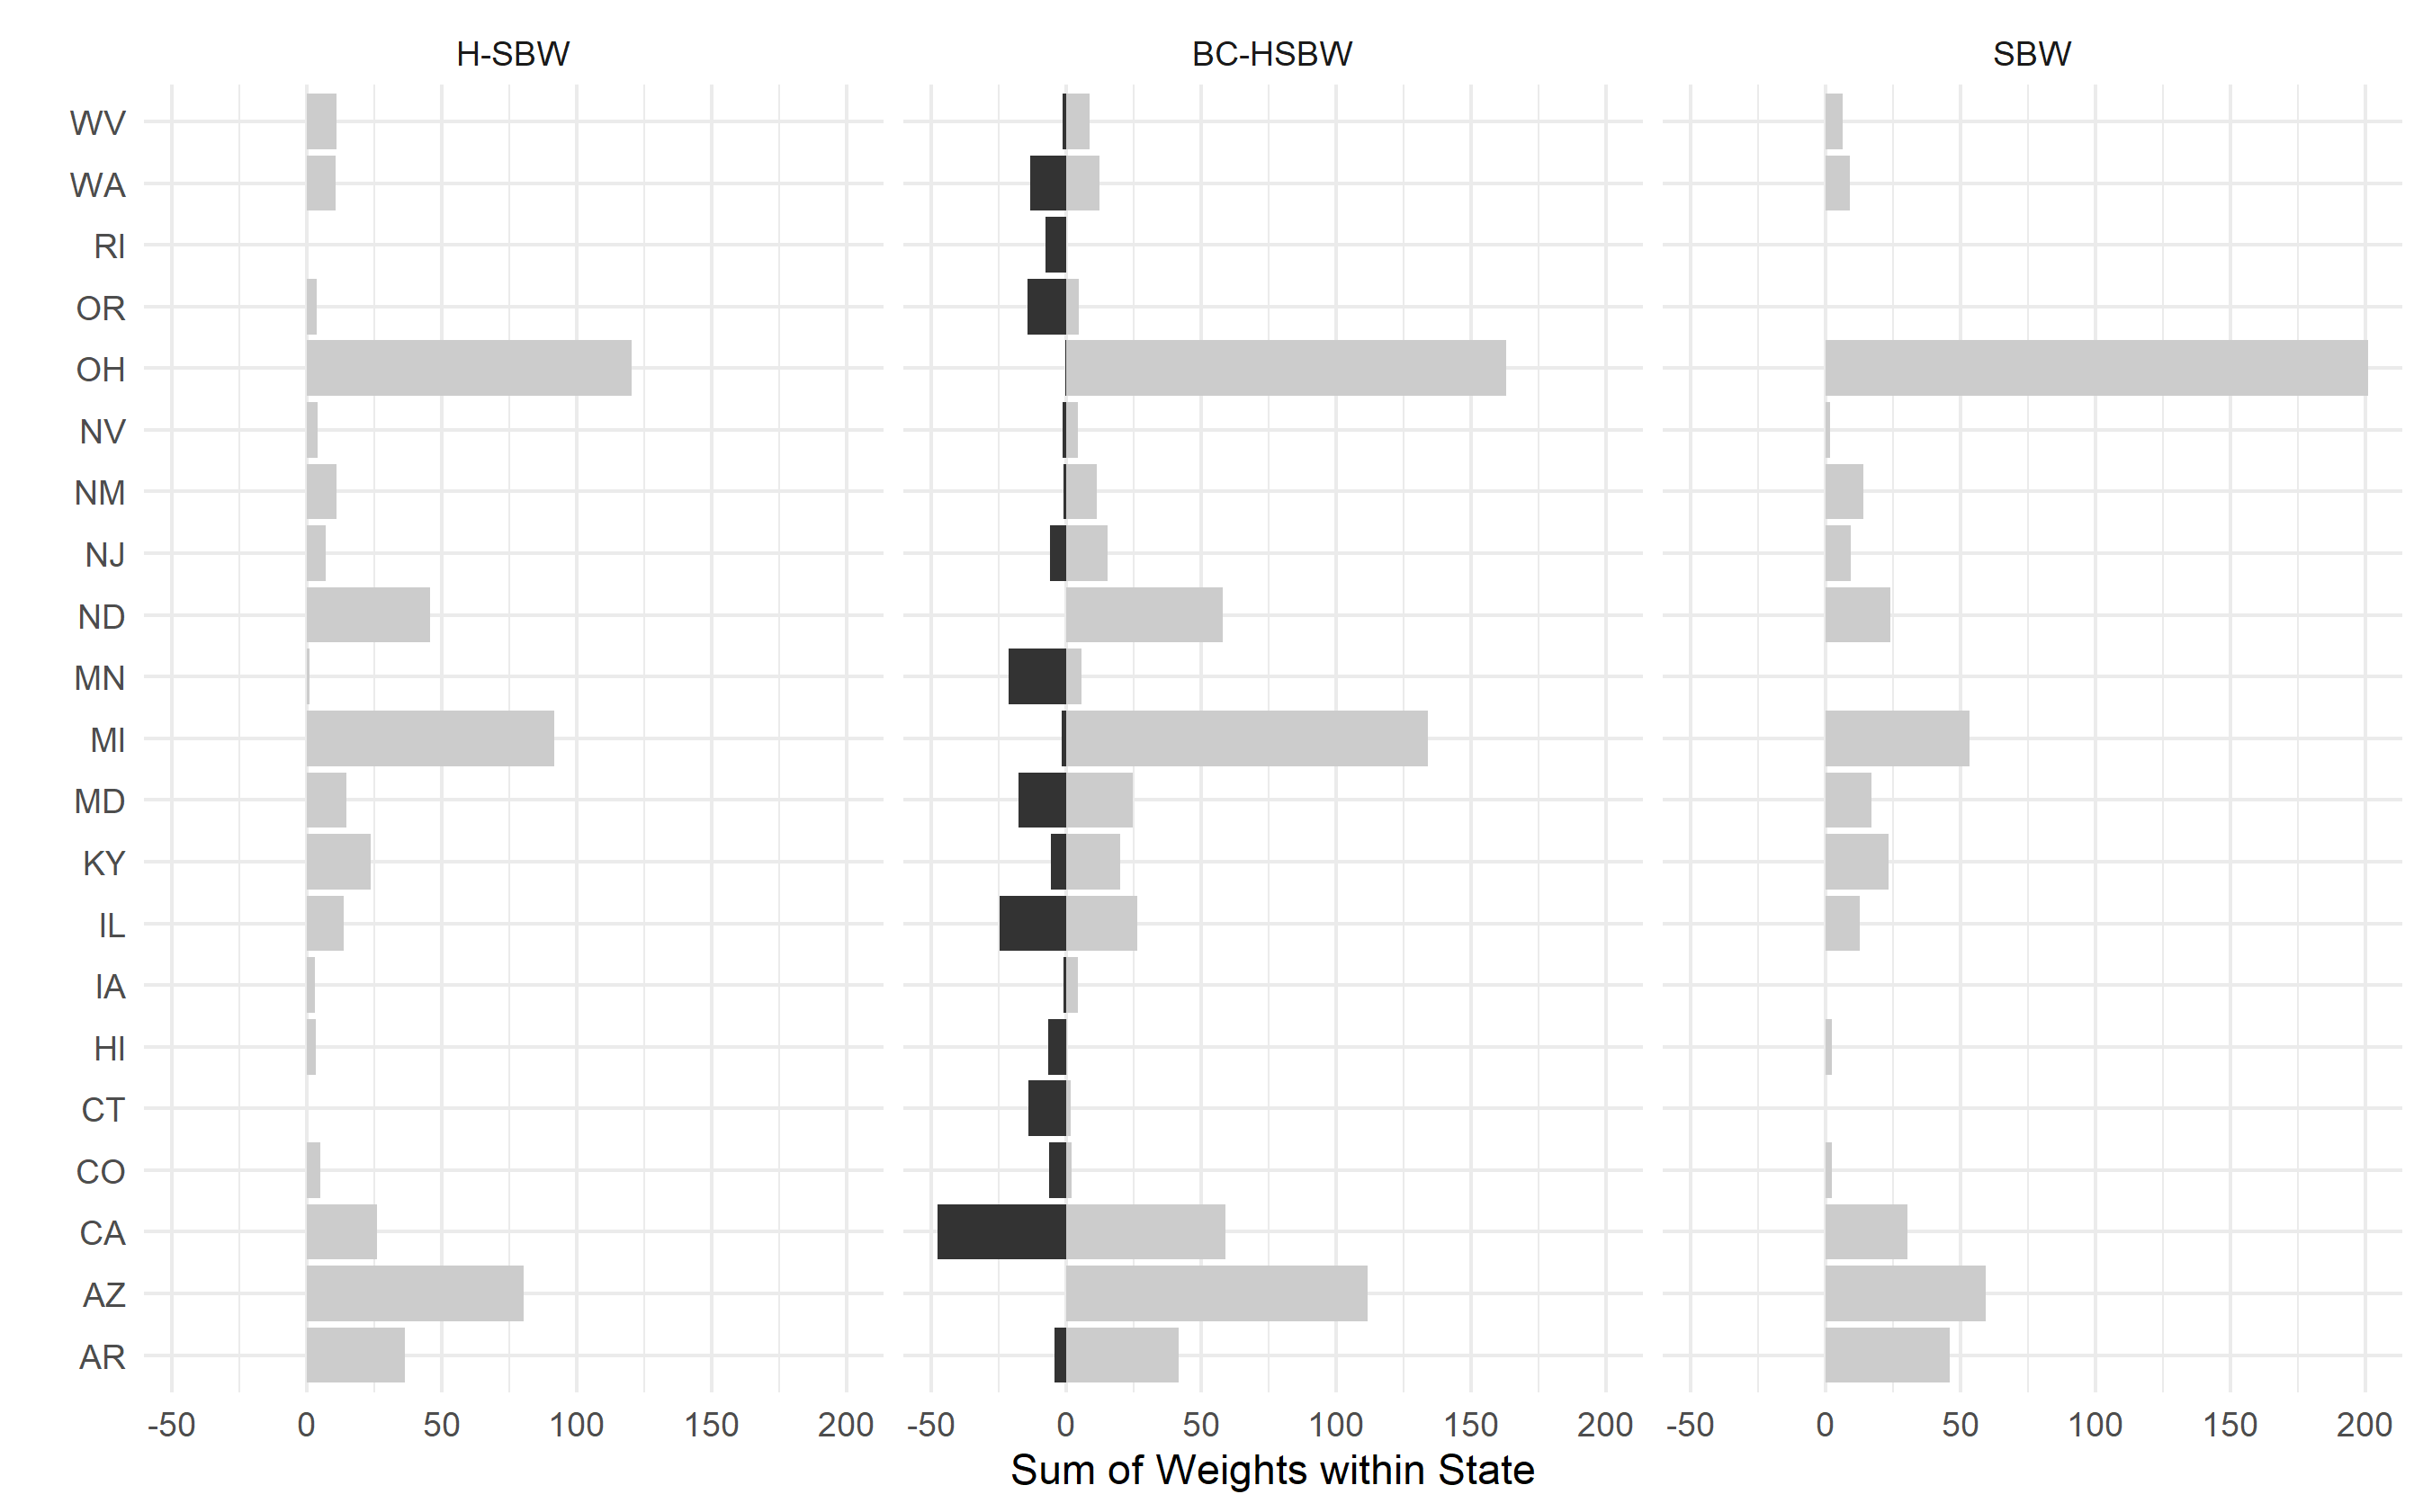 H-SBW BC-HSBW SBW
WV
WA
RI
OR
OH
NV
NM
NJ
ND
MN
MI
MD
KY
IL
IA
HI
CT
CO
CA
AZ
AR
-50 0 50 100 150 200 -50 0 50 100 150 200 -50 0 50 100 150 200
Sum of Weights within State